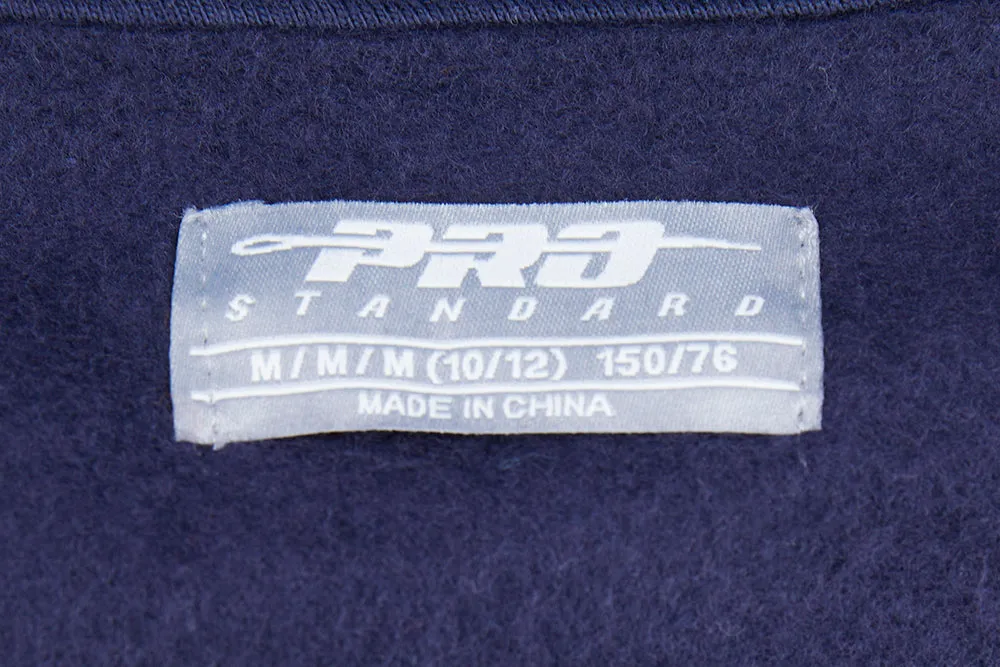 PRO
STANDARD
M/M/M (10/12) 150/76
MADE IN CHINA